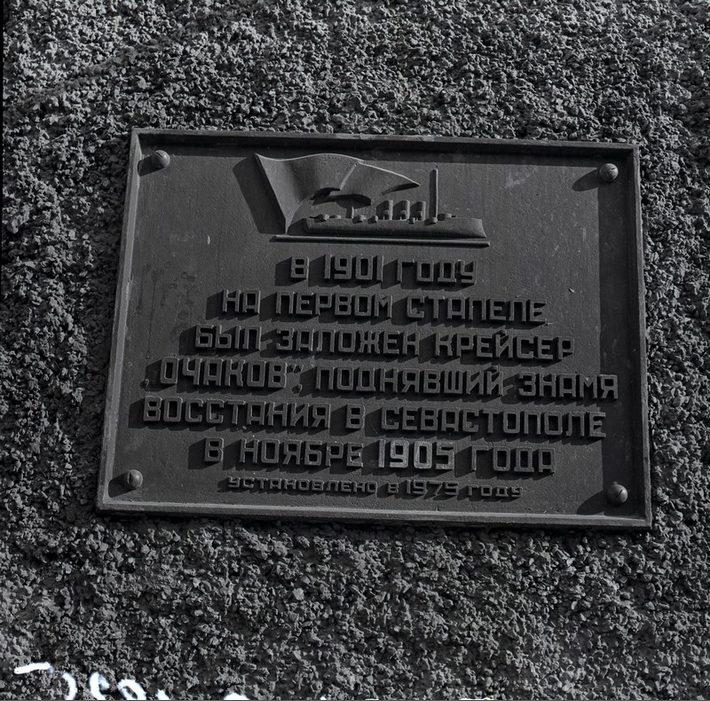 В 1901 ГОДУ
НА ПЕРВОМ СТАПЕЛЕ
БЫЛ ЗАЛОЖЕН КРЕЙСЕР
„ОЧАКОВ“, ПОДНЯВШИЙ ЗНАМЯ
ВОССТАНИЯ В СЕВАСТОПОЛЕ
В НОЯБРЕ 1905 ГОДА
УСТАНОВЛЕНО В 1975 ГОДУ